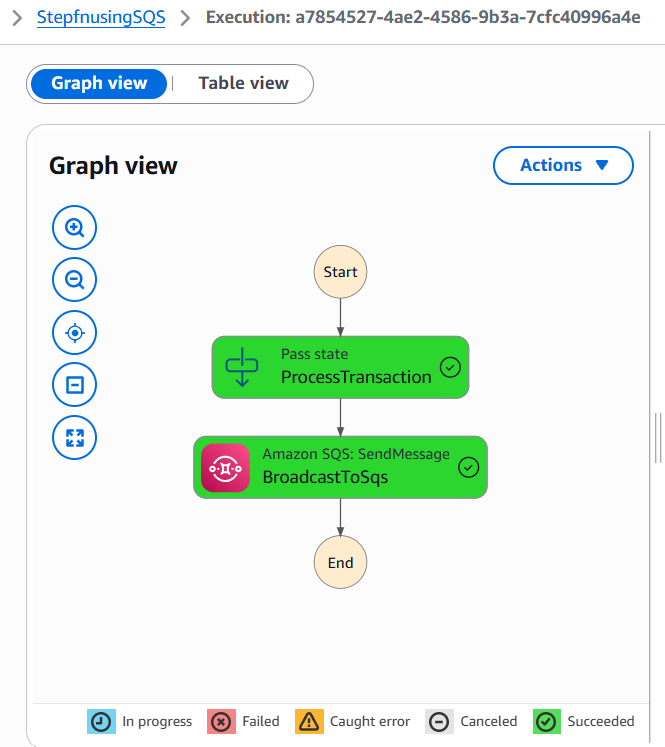 StepfnusingSQS Execution: a7854527-4ae2-4586-9b3a-7cfc40996a4e
Graph view Table view
Graph view
Actions
Start
Pass state
ProcessTransaction
Amazon SQS: SendMessage
BroadcastToSqs
End
In progress Failed Caught error Canceled Succeeded